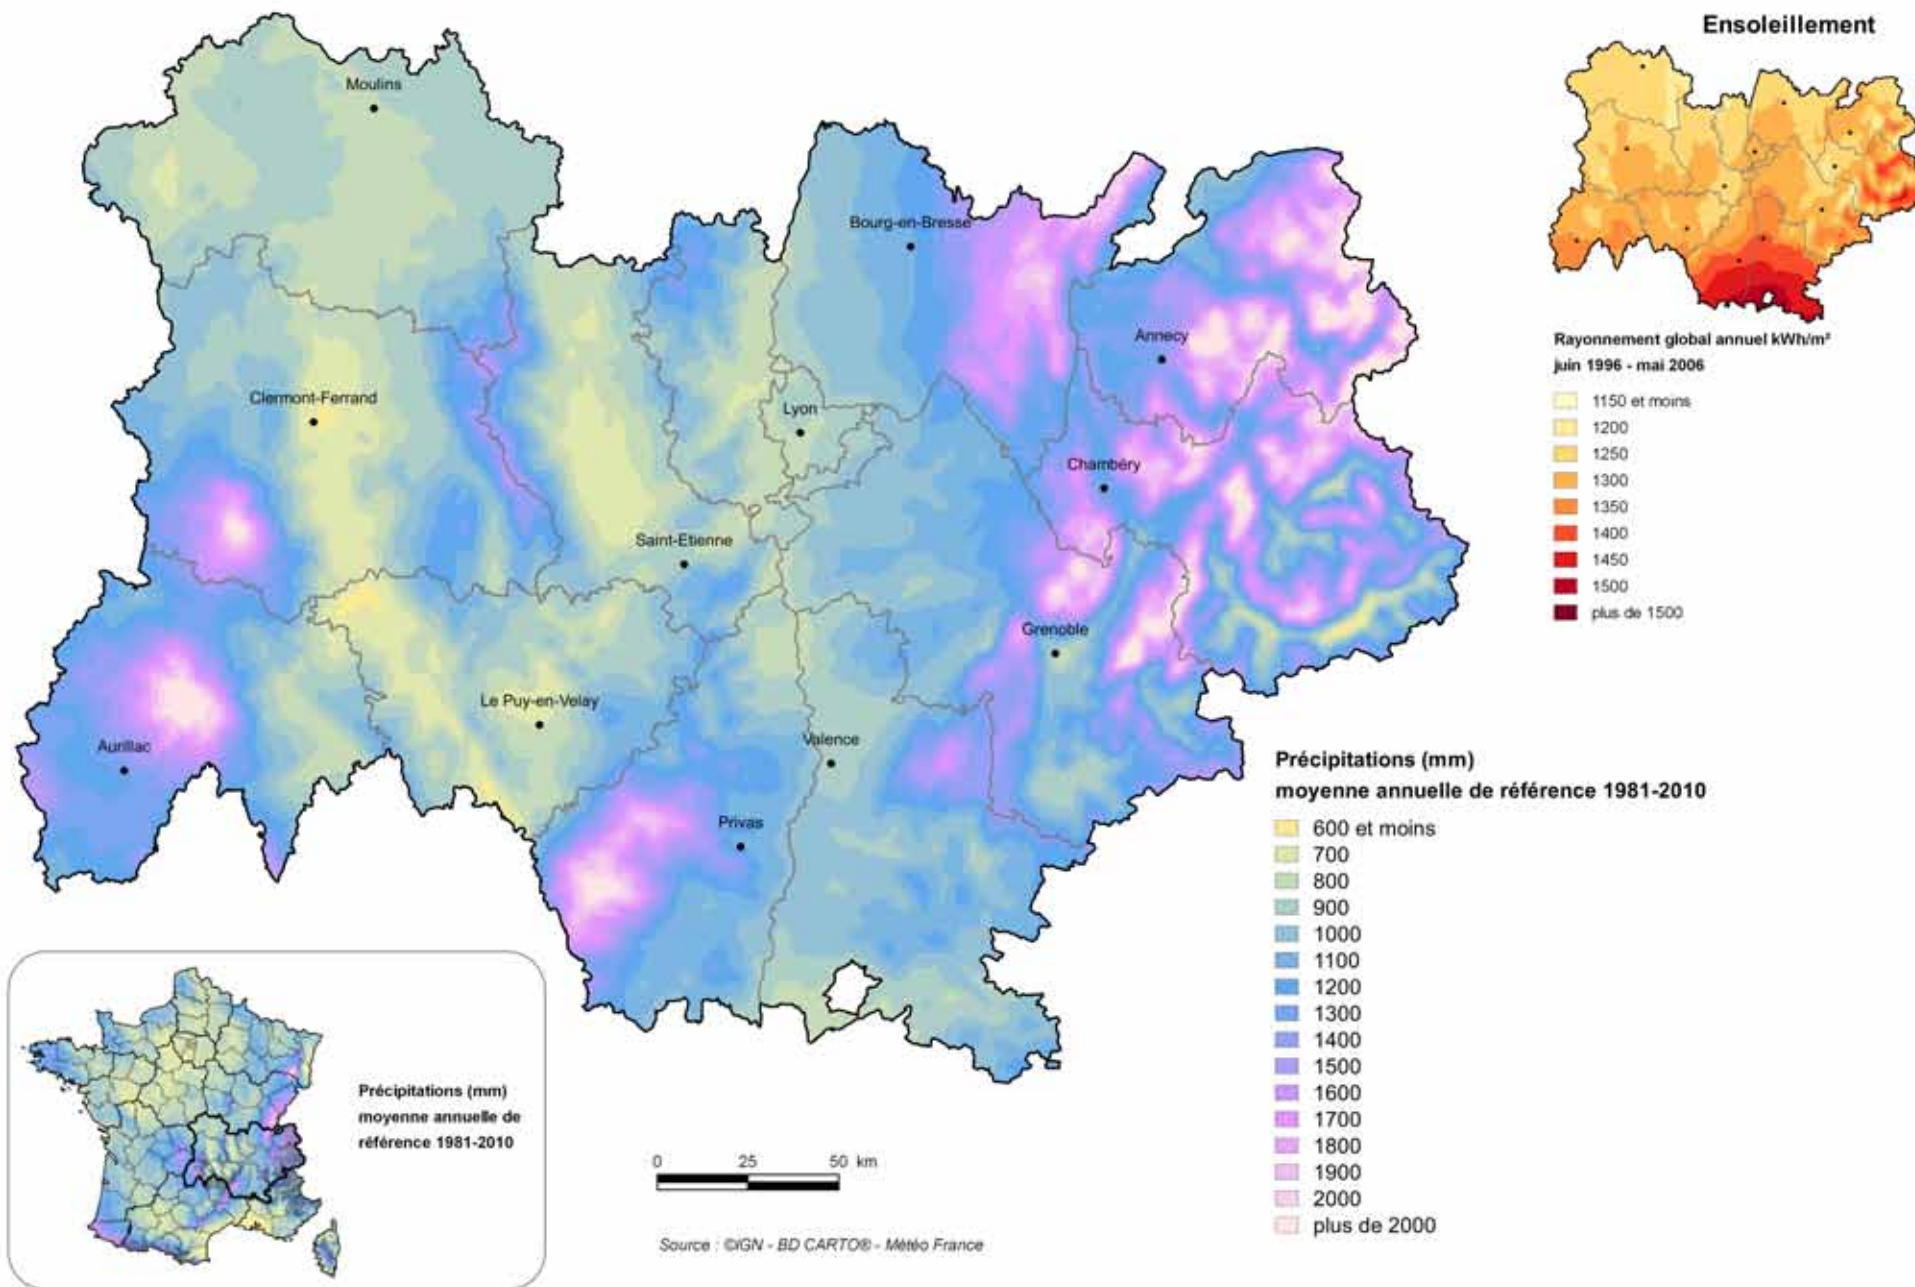 Ensoleillement
Moulins
Bourg-en-Bresse
Annecy
Clermont-Ferrand
Lyon
Chambéry
Saint-Etienne
Grenoble
Le Puy-en-Velay
Valence
Aurillac
Privas
Rayonnement global annuel kWh/m²
juin 1996 - mai 2006
1150 et moins
1200
1250
1300
1350
1400
1450
1500
plus de 1500
Précipitations (mm)
moyenne annuelle de référence 1981-2010
600 et moins
700
800
900
1000
1100
1200
1300
1400
1500
1600
1700
1800
1900
2000
plus de 2000
Précipitations (mm)
moyenne annuelle de
référence 1981-2010
0 25 50 km
Source : ©IGN - BD CARTO® - Météo France